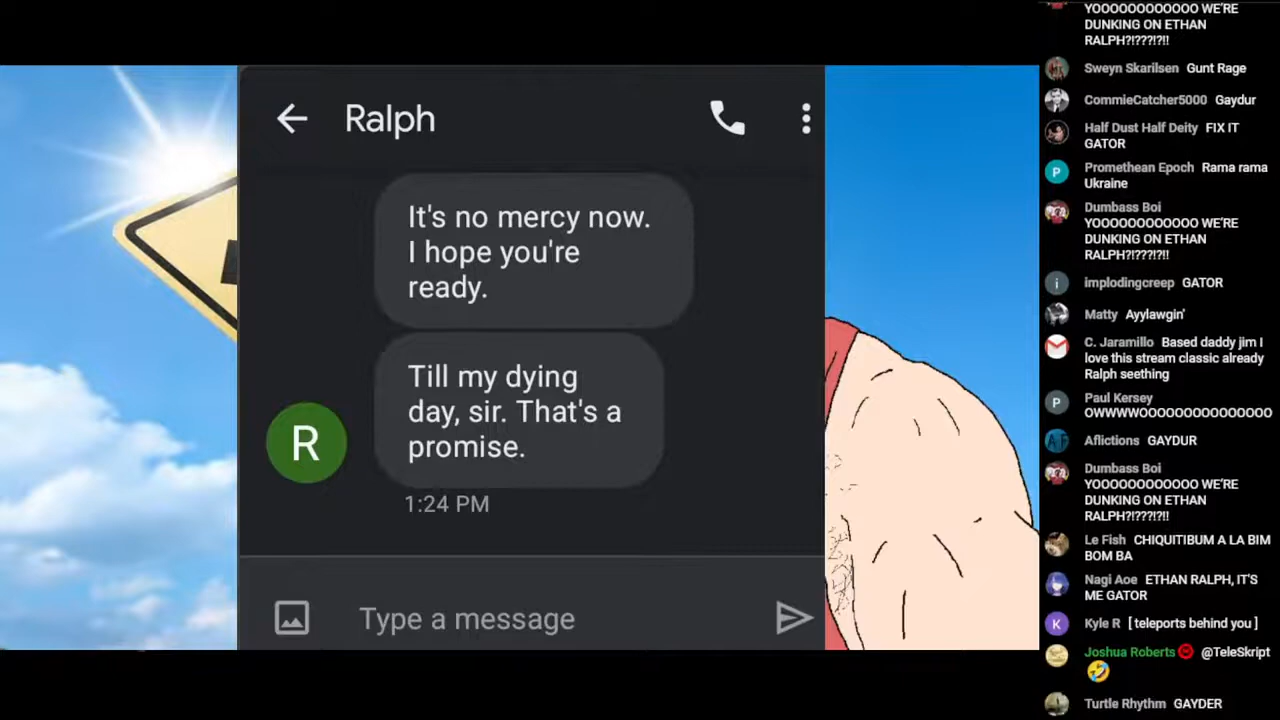 Ralph
It's no mercy now.
I hope you're
ready.
Till my dying
day, sir. That's a
promise.
R
1:24 PM
Type a message
YOOOOOOOOOOOO WE'RE
DUNKING ON ETHAN
RALPH?!???!?!!
Sweyn Skarilsen Gunt Rage
CommieCatcher5000 Gaydur
Half Dust Half Deity FIX IT
GATOR
P
Promethean Epoch Rama rama
Ukraine
Dumbass Boi
YOOOOOOOOOOOO WE'RE
DUNKING ON ETHAN
RALPH?!???!?!!
i
implodingcreep GATOR
Matty Ayylawgin'
C. Jaramillo Based daddy jim I
love this stream classic already
Ralph seething
P
Paul Kersey
OWWWWOOOOOOOOOOOOOOO
Aflictions GAYDUR
Dumbass Boi
YOOOOOOOOOOOO WE'RE
DUNKING ON ETHAN
RALPH?!???!?!!
Le Fish CHIQUITIBUM A LA BIM
BOM BA
Nagi Aoe ETHAN RALPH, IT'S
ME GATOR
K
Kyle R [ teleports behind you ]
Joshua Roberts @TeleSkript
Turtle Rhythm GAYDER